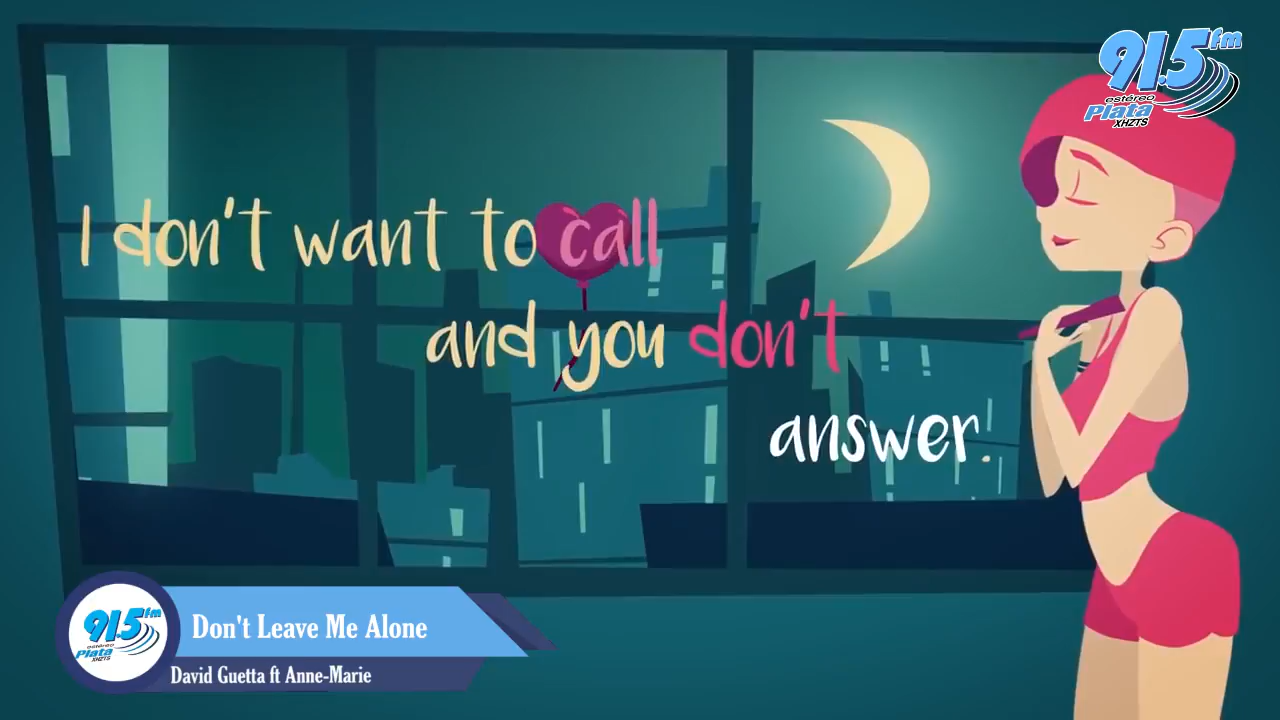 91.5 fm
estéreo
Plata
XHZTS
I don't want to call
and you don't
answer.
91.5 fm
estéreo
Plata
XHZTS
Don't Leave Me Alone
David Guetta ft Anne-Marie